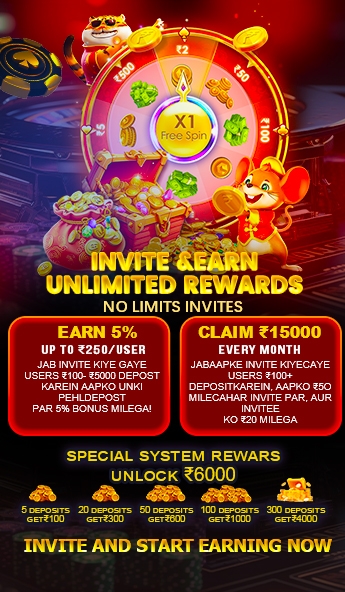 ₹2
₹500
₹50
₹5
₹100
X1
Free Spin
INVITE &EARN
UNLIMITED REWARDS
NO LIMITS INVITES
EARN 5%
UP TO ₹250/USER
JAB INVITE KIYE GAYE
USERS ₹100- ₹5000 DEPOST
KAREIN AAPKO UNKI
PEHLDEPOST
PAR 5% BONUS MILEGA!
CLAIM ₹15000
EVERY MONTH
JABAAPKE INVITE KIYECAYE
USERS ₹100+
DEPOSITKAREIN, AAPKO ₹5O
MILECAHAR INVITE PAR, AUR
INVITEE
KO ₹20 MILEGA
SPECIAL SYSTEM REWARS
UNLOCK ₹6000
5 DEPOSITS
GET₹100
20 DEPOSITS
GET₹300
50 DEPOSITS
GET₹600
100 DEPOSITS
GET₹1000
300 DEPOSITS
GET₹4000
INVITE AND START EARNING NOW